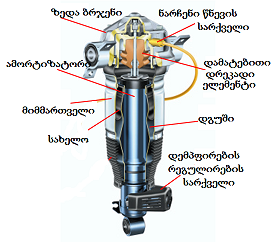 ზედა ბრჯენი
ნარჩენი წნევის
სარქველი
ამორტიზატორი
დამატებითი
დრეკადი
ელემენტი
მიმმართველი
სახელო
დგუში
დემპფირების
რეგულირების
სარქველი